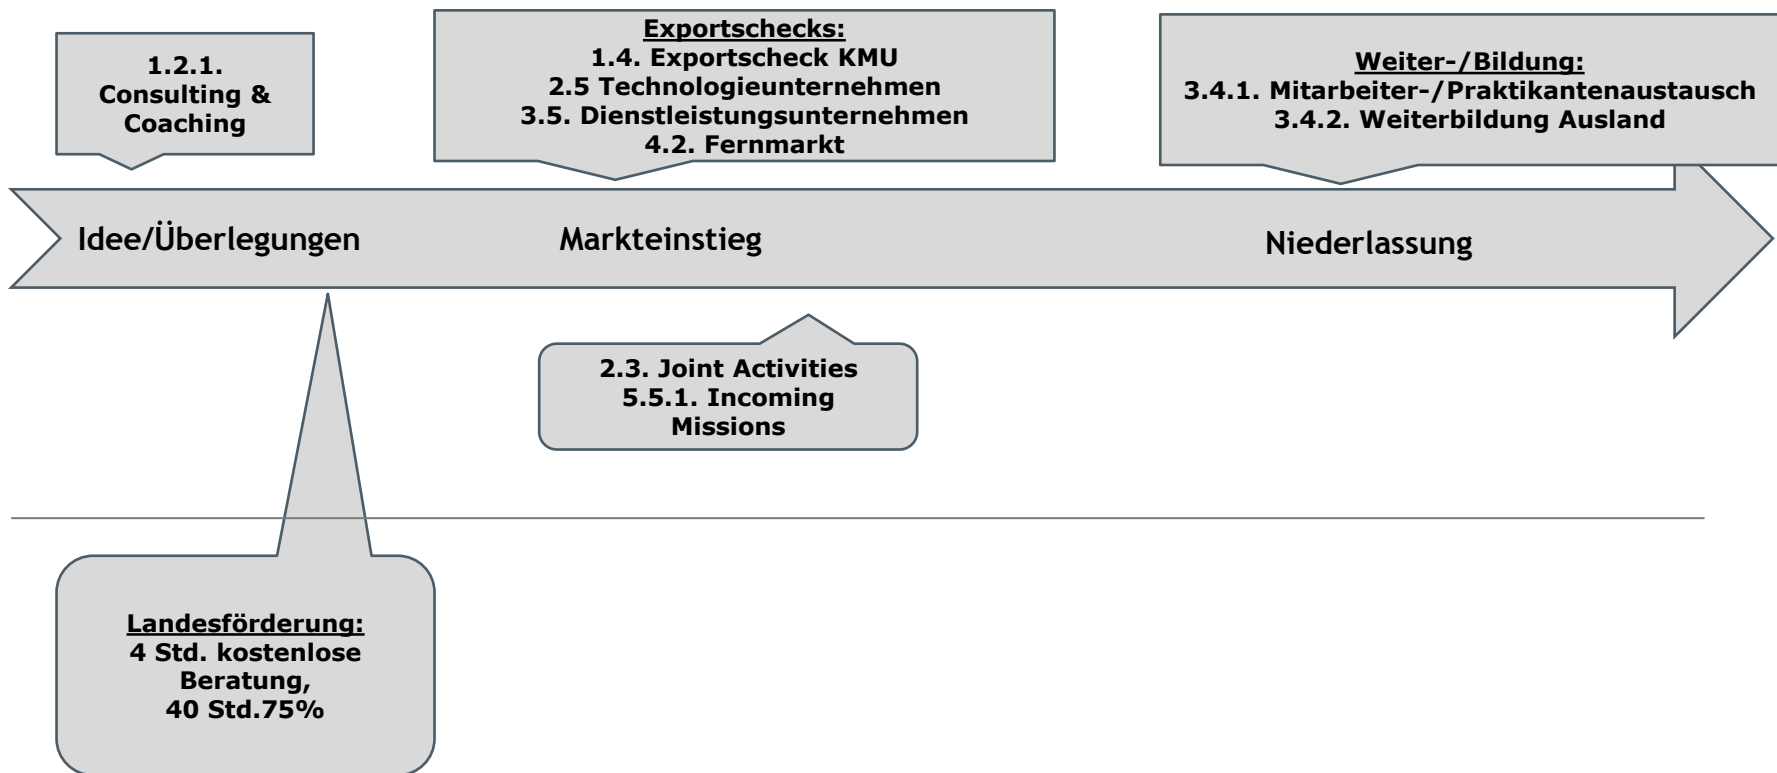 1.2.1.
Consulting &
Coaching
Exportschecks:
1.4. Exportscheck KMU
2.5 Technologieunternehmen
3.5. Dienstleistungsunternehmen
4.2. Fernmarkt
Weiter-/Bildung:
3.4.1. Mitarbeiter-/Praktikantenaustausch
3.4.2. Weiterbildung Ausland
Idee/Überlegungen
Markteinstieg
Niederlassung
2.3. Joint Activities
5.5.1. Incoming
Missions
Landesförderung:
4 Std. kostenlose
Beratung,
40 Std.75%